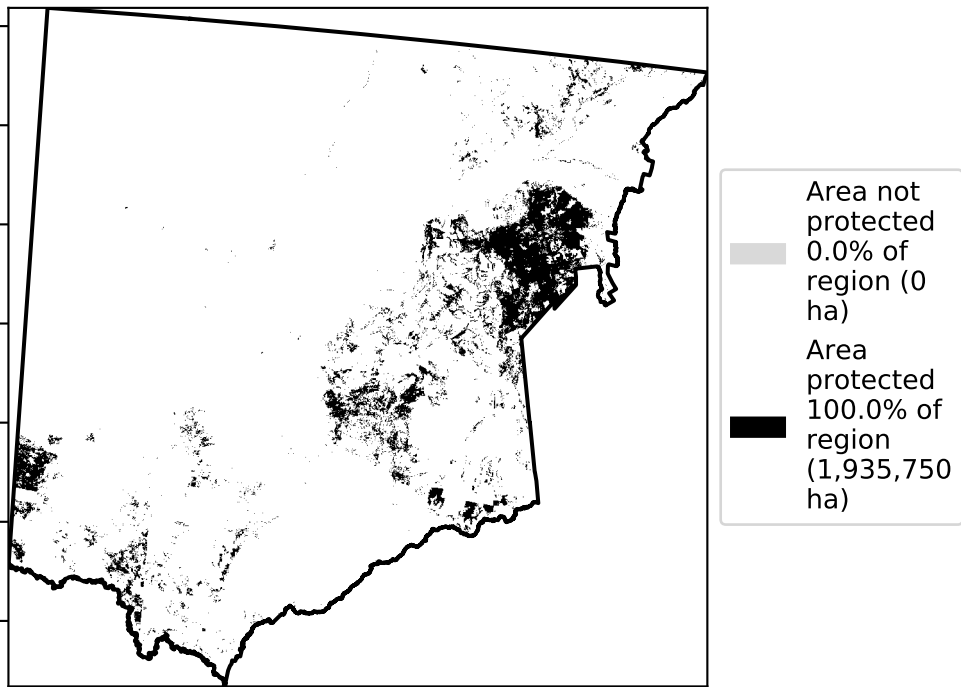 Area not
protected
0.0% of
region (0
ha)
Area
protected
100.0% of
region
(1,935,750
ha)